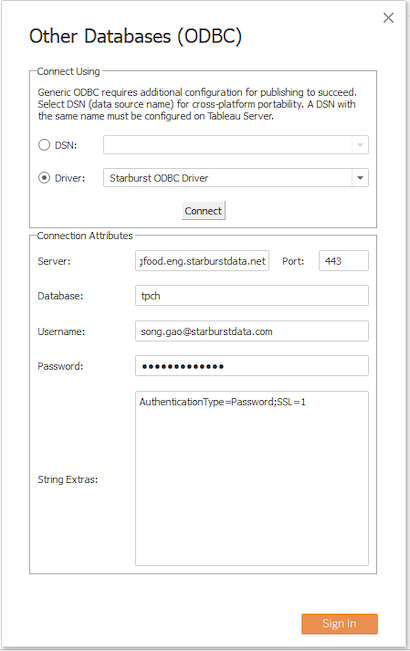 Other Databases (ODBC)
Connect Using
Generic ODBC requires additional configuration for publishing to succeed.
Select DSN (data source name) for cross-platform portability. A DSN with
the same name must be configured on Tableau Server.
DSN:
Driver: Starburst ODBC Driver
Connect
Connection Attributes
Server: gfood.eng.starburstdata.net Port: 443
Database: tpch
Username: song.gao@starburstdata.com
Password: ••••••••••••••
AuthenticationType=Password;SSL=1
String Extras:
Sign In